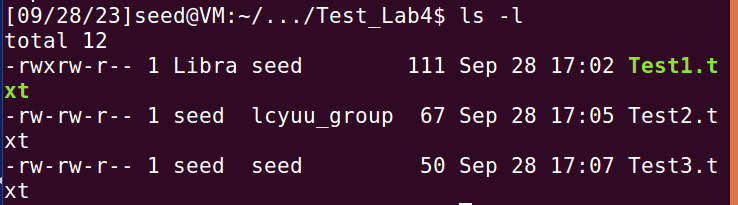 [09/28/23]seed@VM:~/.../Test_Lab4$ ls -l
total 12
-rwxrw-r-- 1 Libra seed        111 Sep 28 17:02 Test1.t
xt
-rw-rw-r-- 1 seed  lcyuu_group  67 Sep 28 17:05 Test2.t
xt
-rw-rw-r-- 1 seed  seed         50 Sep 28 17:07 Test3.t
xt